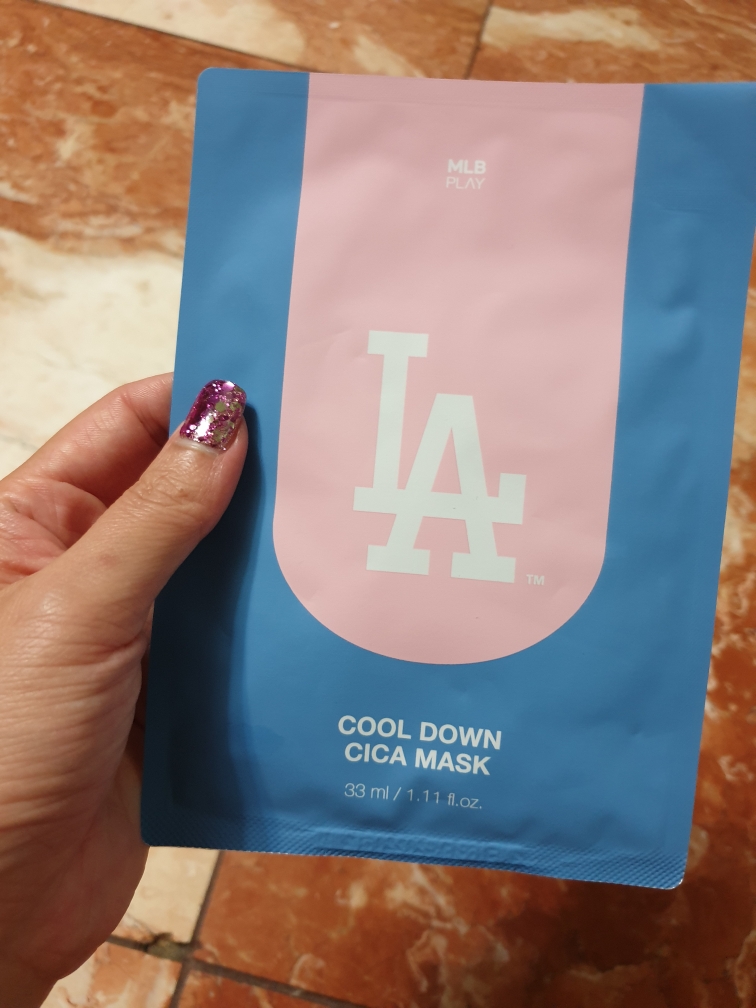 MLB
PLAY
LA
TM
COOL DOWN
CICA MASK
33 ml / 1.11 fl.oz.